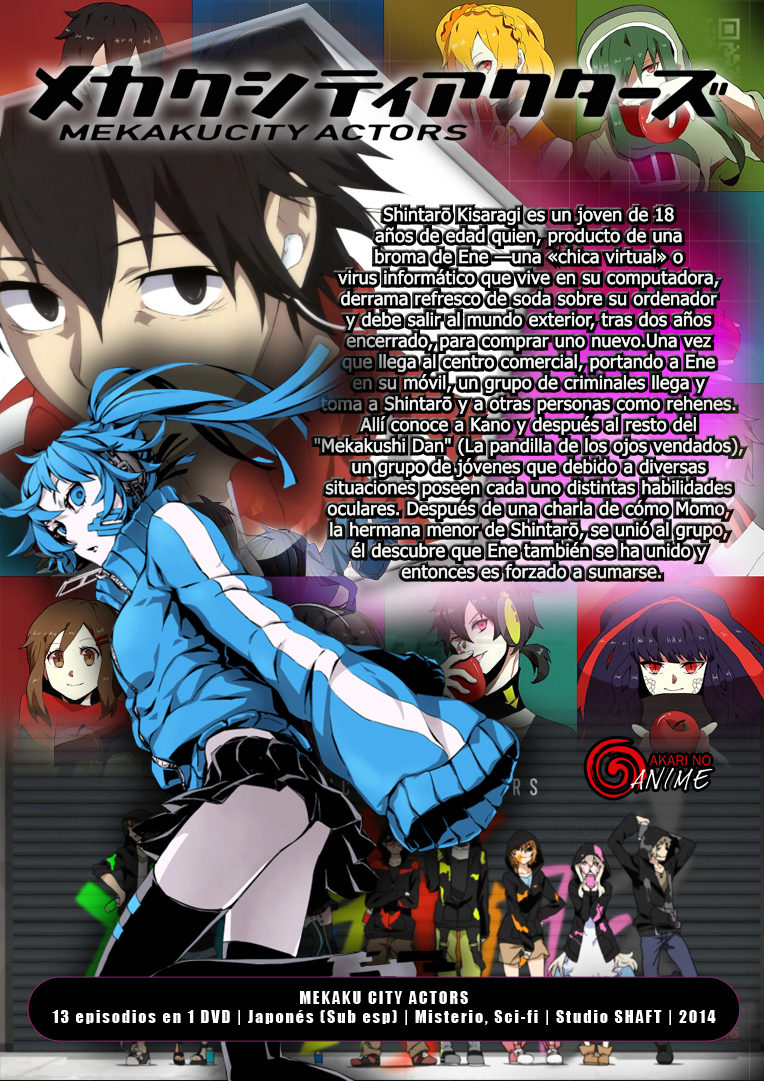 メカクシティアクターズ
MEKAKUCITY ACTORS
Shintarō Kisaragi es un joven de 18
años de edad quien, producto de una
broma de Ene —una «chica virtual» o
virus informático que vive en su computadora,
derrama refresco de soda sobre su ordenador
y debe salir al mundo exterior, tras dos años
encerrado, para comprar uno nuevo.Una vez
que llega al centro comercial, portando a Ene
en su móvil, un grupo de criminales llega y
toma a Shintarō y a otras personas como rehenes.
Allí conoce a Kano y después al resto del
"Mekakushi Dan" (La pandilla de los ojos vendados),
un grupo de jóvenes que debido a diversas
situaciones poseen cada uno distintas habilidades
oculares. Después de una charla de cómo Momo,
la hermana menor de Shintarō, se unió al grupo,
él descubre que Ene también se ha unido y
entonces es forzado a sumarse.
AKARI NO
ANIME
MEKAKU CITY ACTORS
13 episodios en 1 DVD | Japonés (Sub esp) | Misterio, Sci-fi | Studio SHAFT | 2014